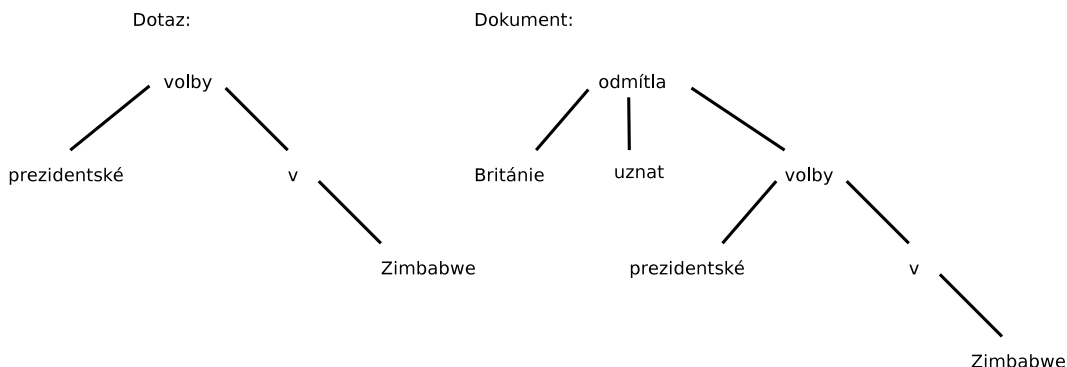 Dotaz:
Dokument:
volby
prezidentské
v
Zimbabwe
odmítla
Británie
uznat
volby
prezidentské
v
Zimbabwe